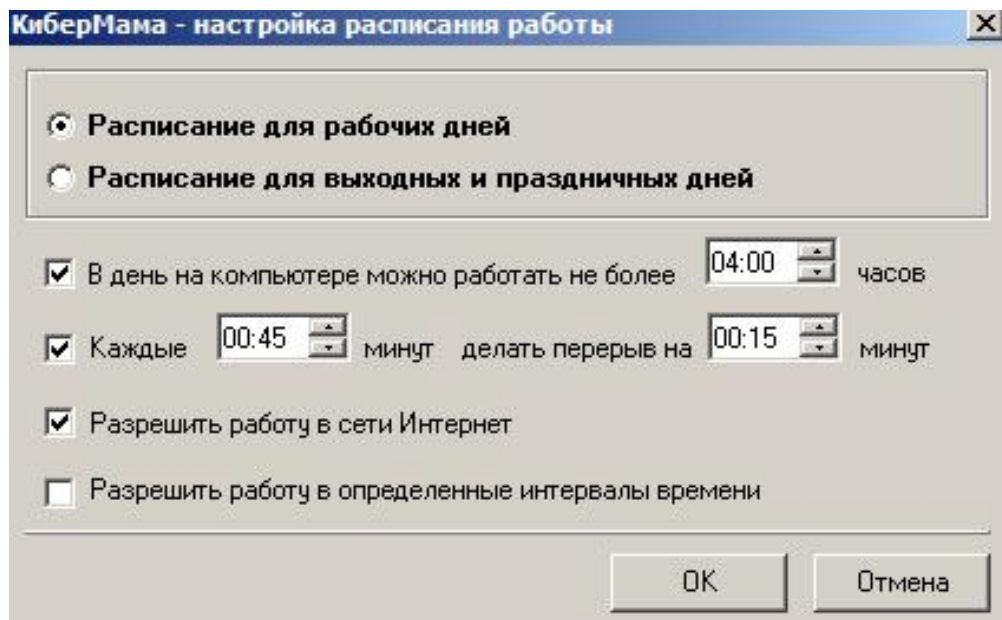 КиберМама - настройка расписания работы
Расписание для рабочих дней
Расписание для выходных и праздничных дней
В день на компьютере можно работать не более 04:00 часов
Каждые 00:45 минут делать перерыв на 00:15 минут
Разрешить работу в сети Интернет
Разрешить работу в определенные интервалы времени
OK Отмена